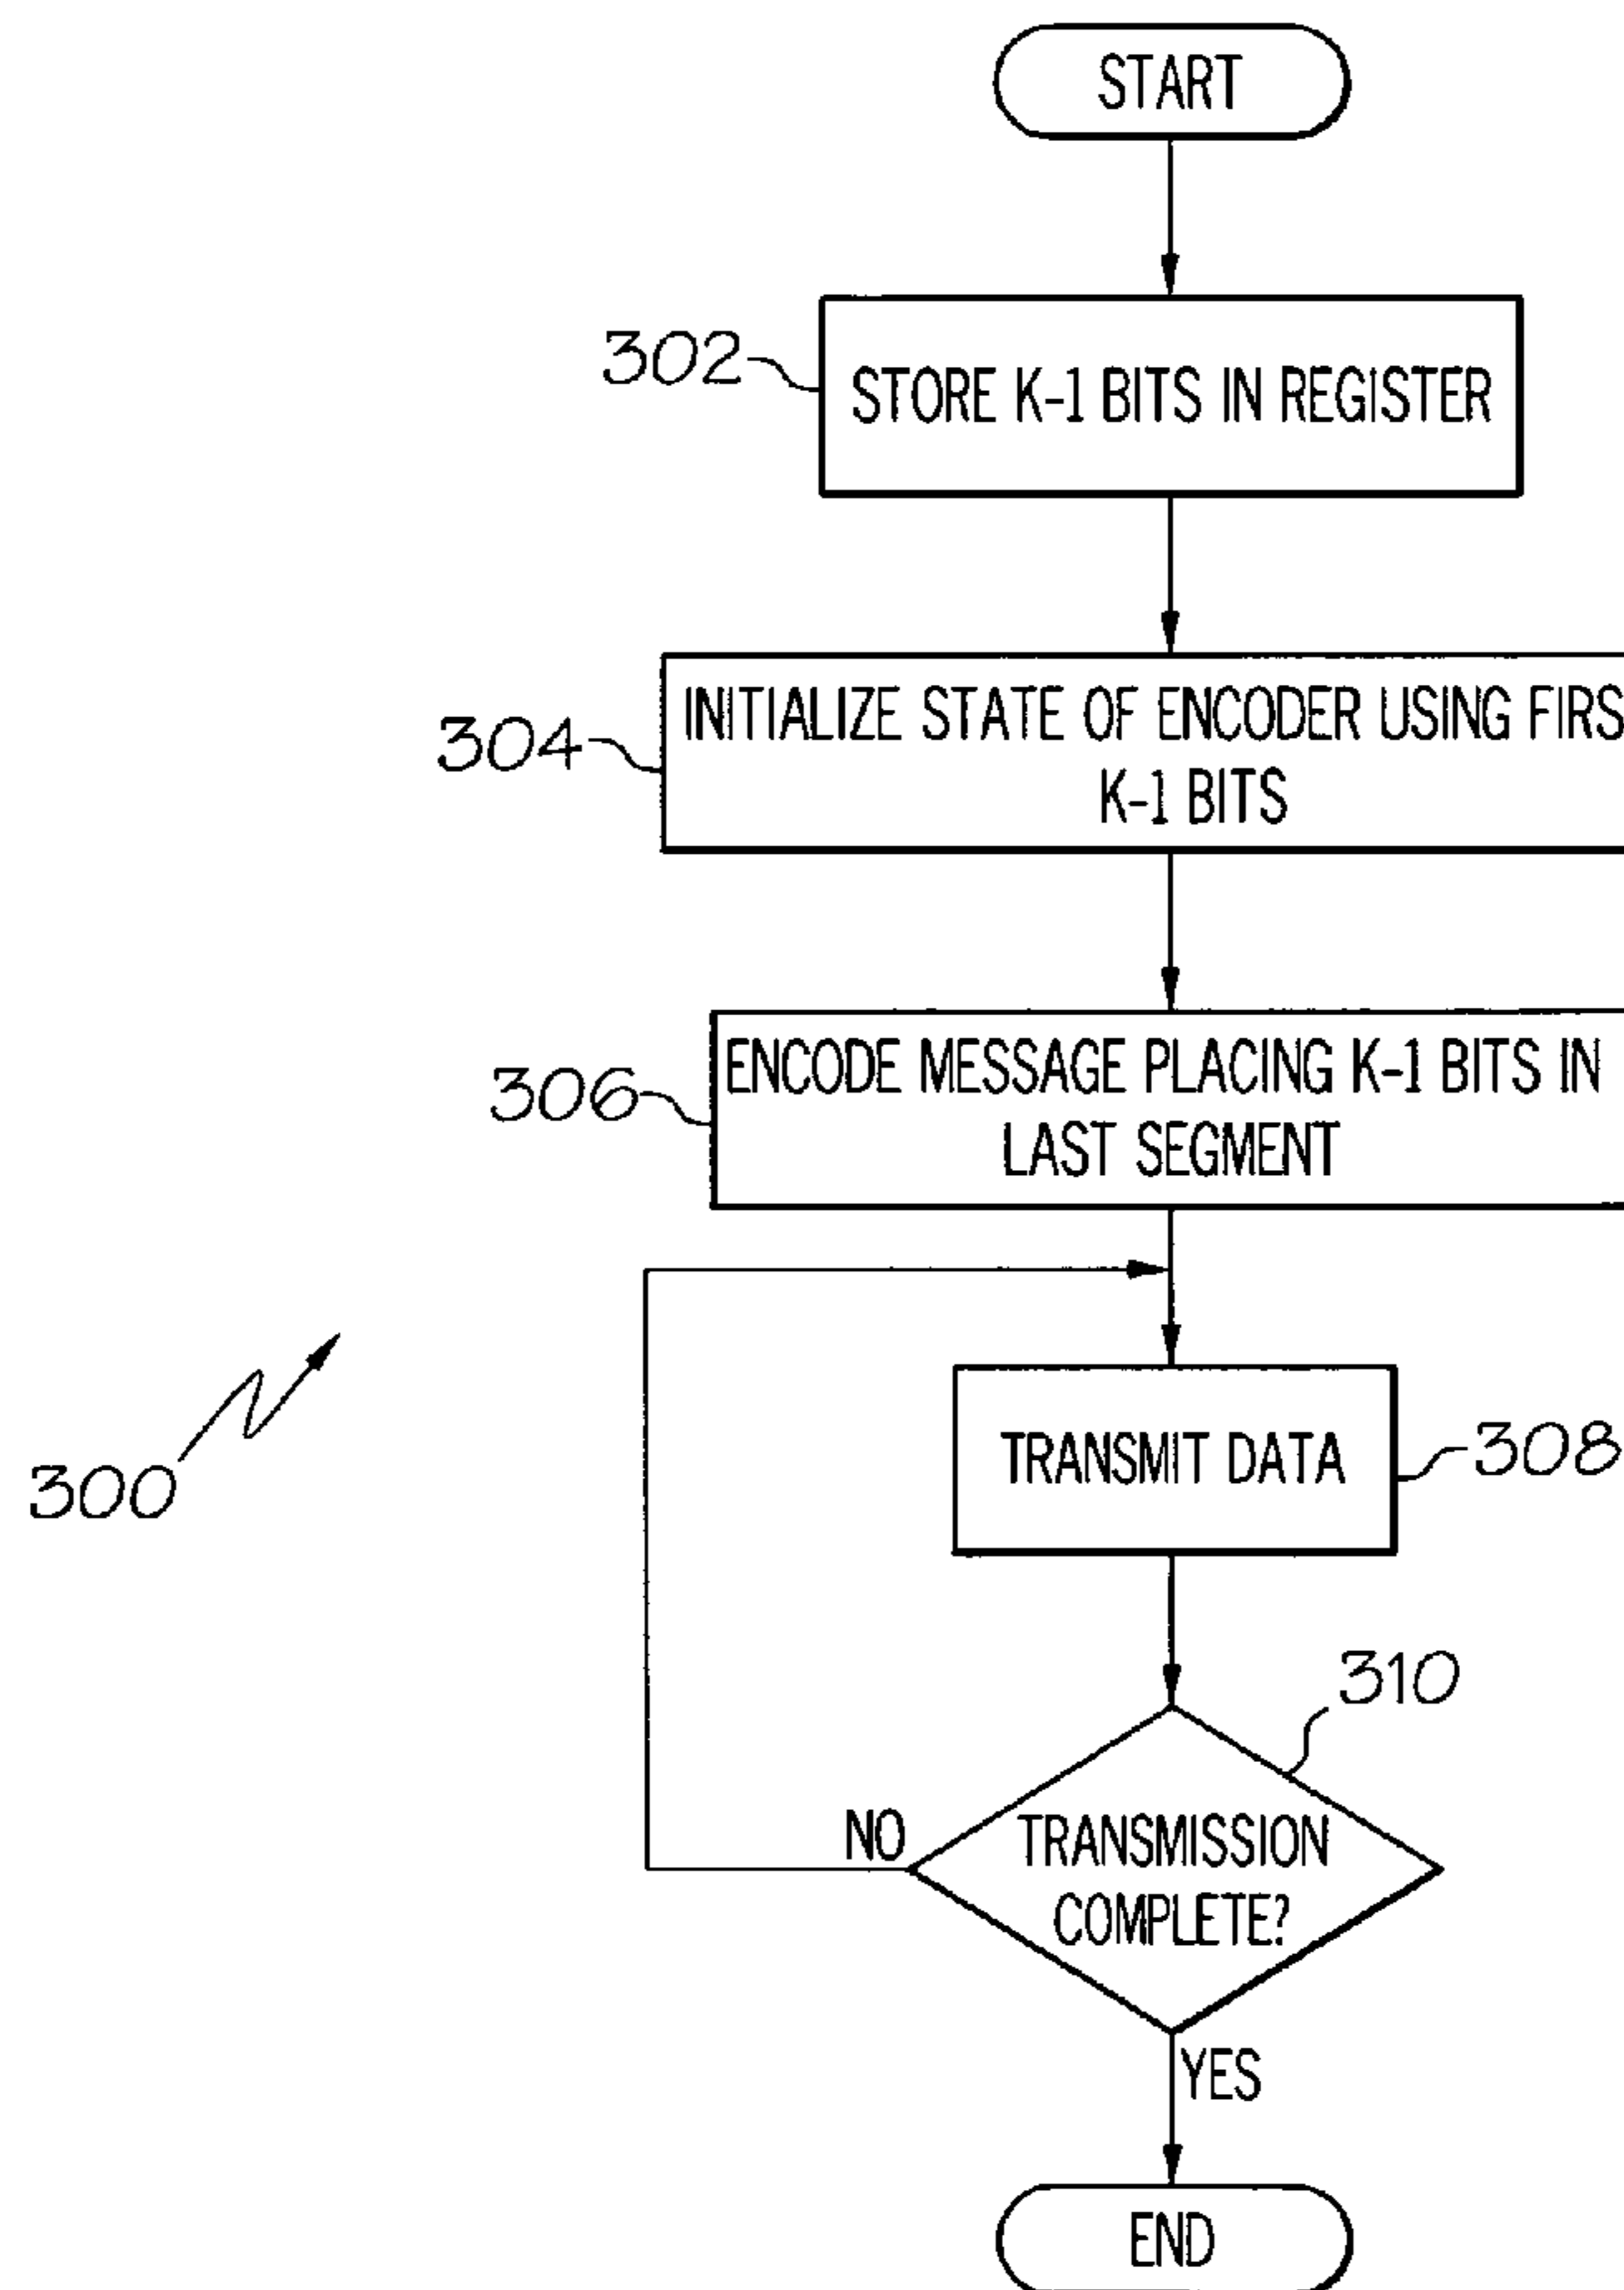 START
302
STORE K-1 BITS IN REGISTER
304
INITIALIZE STATE OF ENCODER USING FIRS
K-1 BITS
306
ENCODE MESSAGE PLACING K-1 BITS IN
LAST SEGMENT
300
TRANSMIT DATA
308
310
NO
TRANSMISSION
COMPLETE?
YES
END